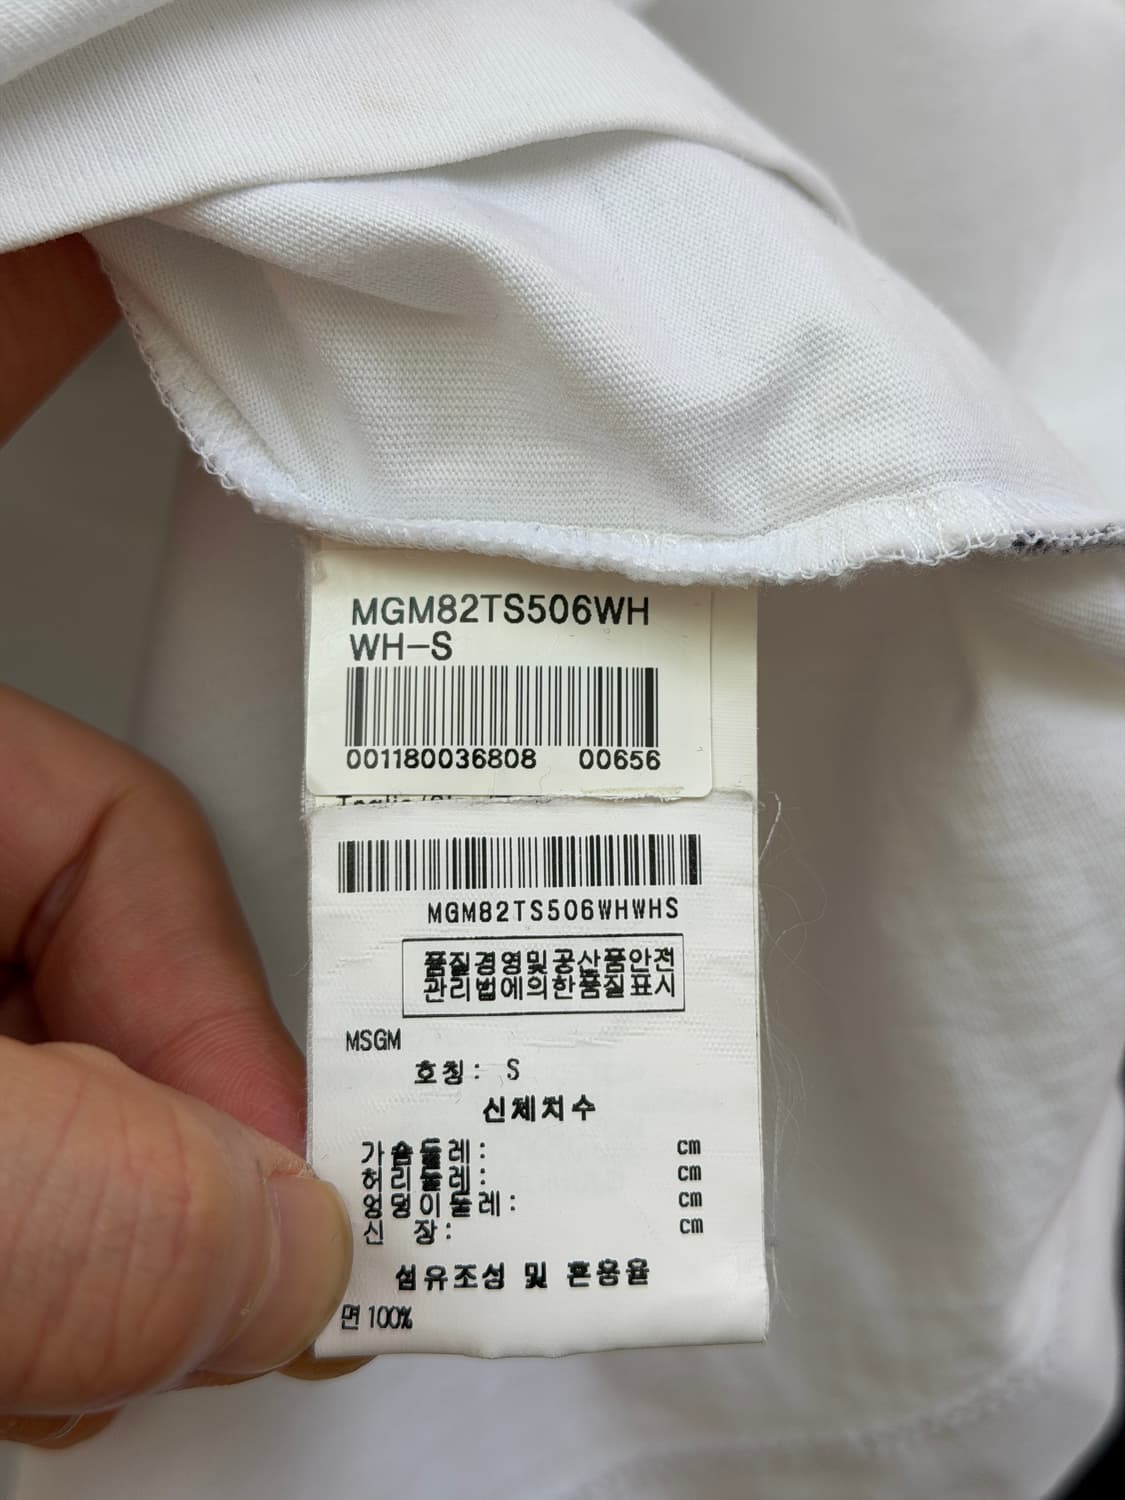 MGM82TS506WH
WH-S
001180036808 00656
MGM82TS506WHWHS
품질경영및공산품안전
관리법에의한품질표시
MSGM
호칭: S
신체치수
가슴둘레: cm
허리둘레: cm
엉덩이둘레: cm
신 장: cm
섬유조성 및 혼용율
면 100%